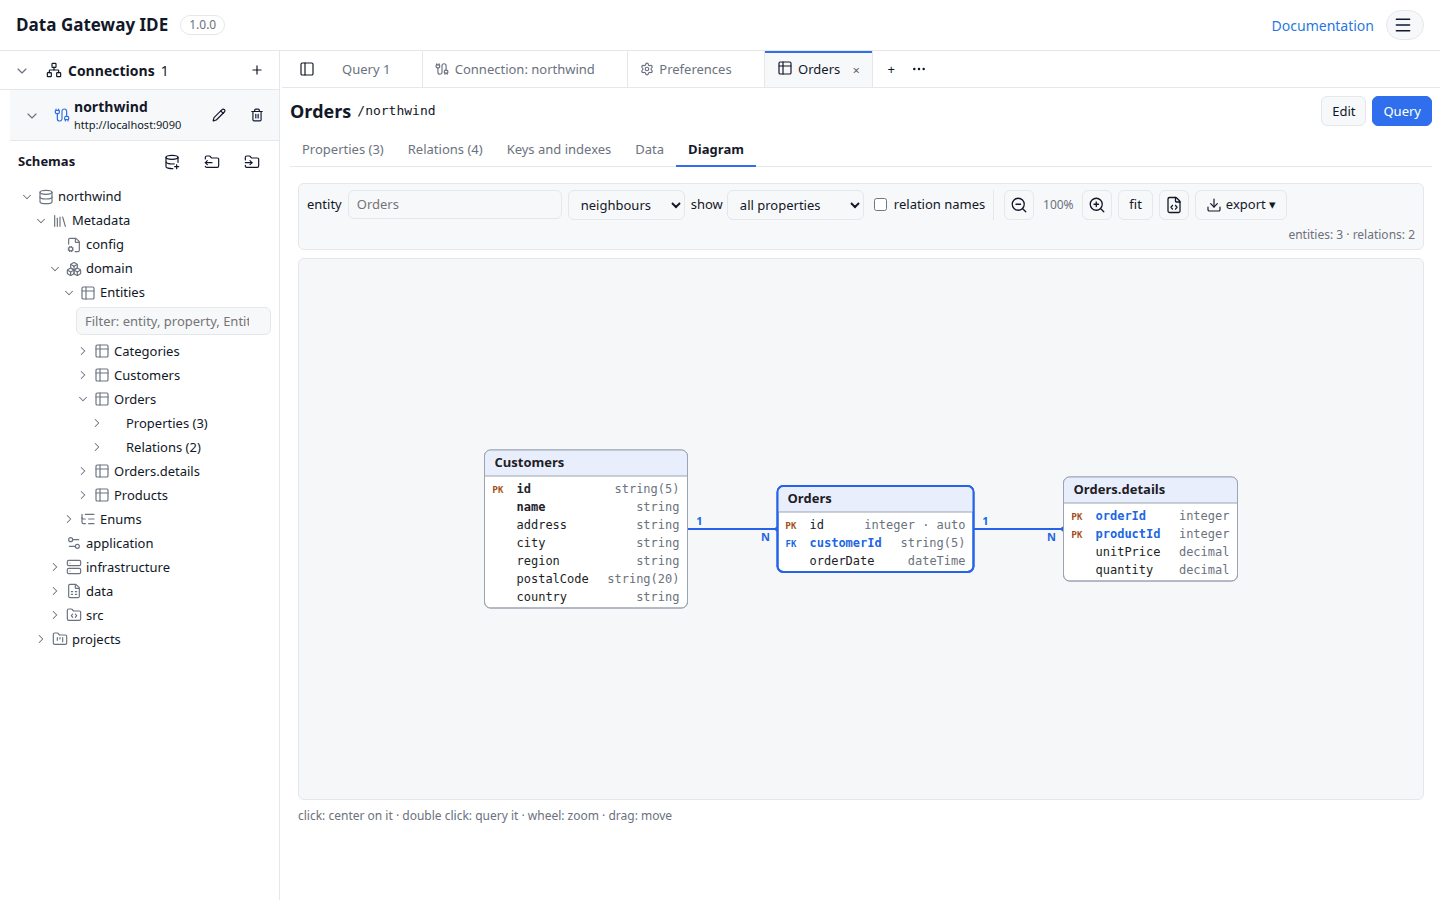 Data Gateway IDE 1.0.0 Documentation
Connections 1
Query 1
Connection: northwind
Preferences
Orders ×
+ ···
northwind
http://localhost:9090
Schemas
northwind
Metadata
config
domain
Entities
Filter: entity, property, Entit
Categories
Customers
Orders
Properties (3)
Relations (2)
Orders.details
Products
Enums
application
infrastructure
data
src
projects
Orders /northwind
Edit Query
Properties (3) Relations (4) Keys and indexes Data Diagram
entity Orders neighbours show all properties relation names 100% fit export ▾
entities: 3 · relations: 2
Customers
PK id string(5)
name string
address string
city string
region string
postalCode string(20)
country string
1
N
Orders
PK id integer · auto
FK customerId string(5)
orderDate dateTime
1
N
Orders.details
PK orderId integer
PK productId integer
unitPrice decimal
quantity decimal
click: center on it · double click: query it · wheel: zoom · drag: move